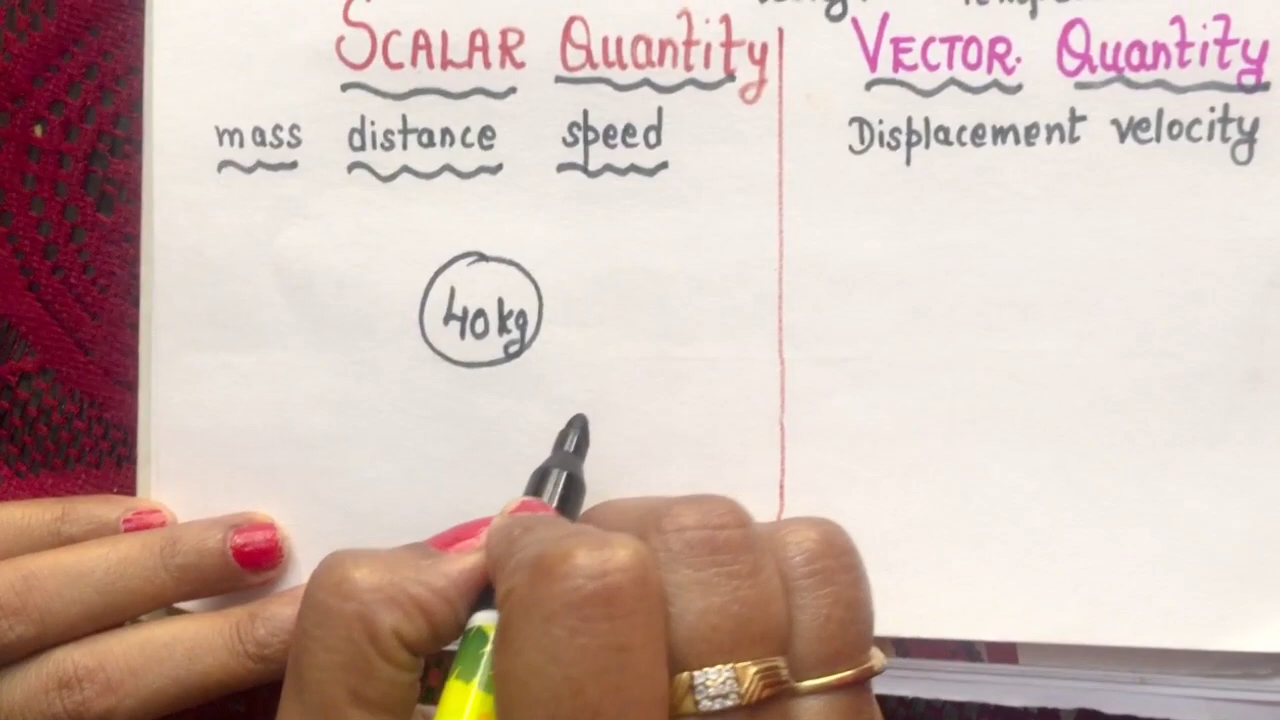 SCALAR Quantity VECTOR. Quantity
mass distance speed Displacement velocity
40kg